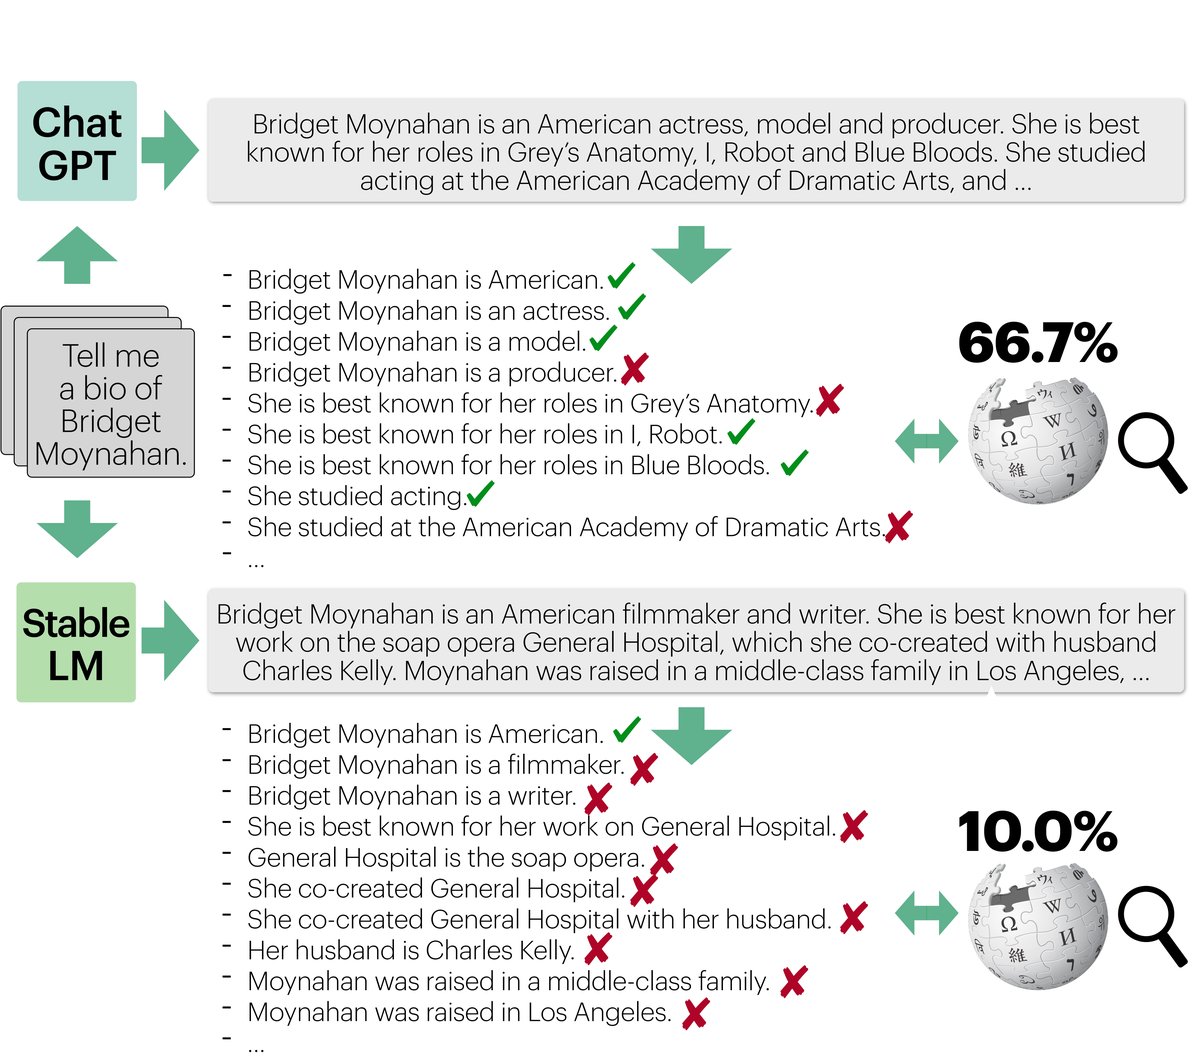 Chat
GPT
Bridget Moynahan is an American actress, model and producer. She is best
known for her roles in Grey's Anatomy, I, Robot and Blue Bloods. She studied
acting at the American Academy of Dramatic Arts, and ...
Tell me
a bio of
Bridget
Moynahan.
- Bridget Moynahan is American.
- Bridget Moynahan is an actress.
- Bridget Moynahan is a model.
- Bridget Moynahan is a producer.
- She is best known for her roles in Grey's Anatomy.
- She is best known for her roles in I, Robot.
- She is best known for her roles in Blue Bloods.
- She studied acting.
- She studied at the American Academy of Dramatic Arts.
- ...
66.7%
Ω W И 維 ウィ 7
Stable
LM
Bridget Moynahan is an American filmmaker and writer. She is best known for her
work on the soap opera General Hospital, which she co-created with husband
Charles Kelly. Moynahan was raised in a middle-class family in Los Angeles, ...
- Bridget Moynahan is American.
- Bridget Moynahan is a filmmaker.
- Bridget Moynahan is a writer.
- She is best known for her work on General Hospital.
- General Hospital is the soap opera.
- She co-created General Hospital.
- She co-created General Hospital with her husband.
- Her husband is Charles Kelly.
- Moynahan was raised in a middle-class family.
- Moynahan was raised in Los Angeles.
- ...
10.0%
Ω W И 維 ウィ 7